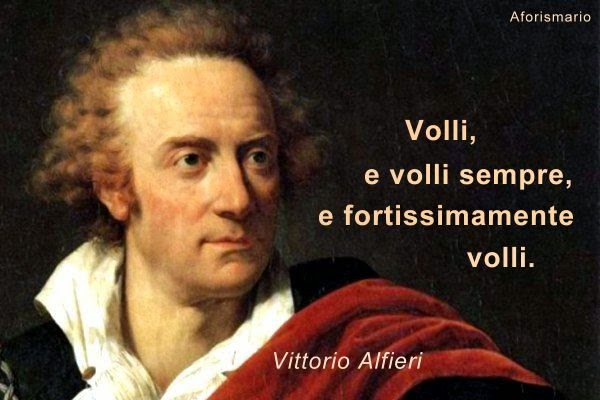 Aforismario
Volli,
e volli sempre,
e fortissimamente
volli.
Vittorio Alfieri